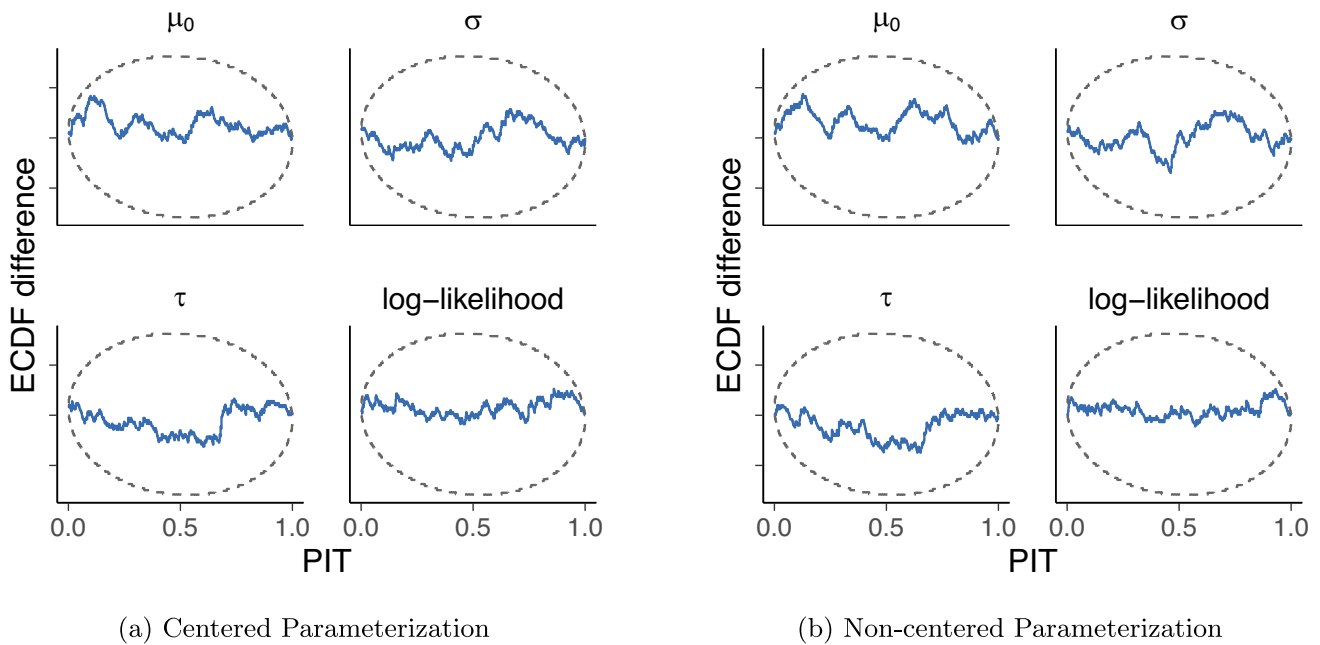 μ₀
σ
τ
log−likelihood
ECDF difference
0.0
0.5
1.0
0.0
0.5
1.0
PIT
(a) Centered Parameterization
μ₀
σ
τ
log−likelihood
ECDF difference
0.0
0.5
1.0
0.0
0.5
1.0
PIT
(b) Non-centered Parameterization